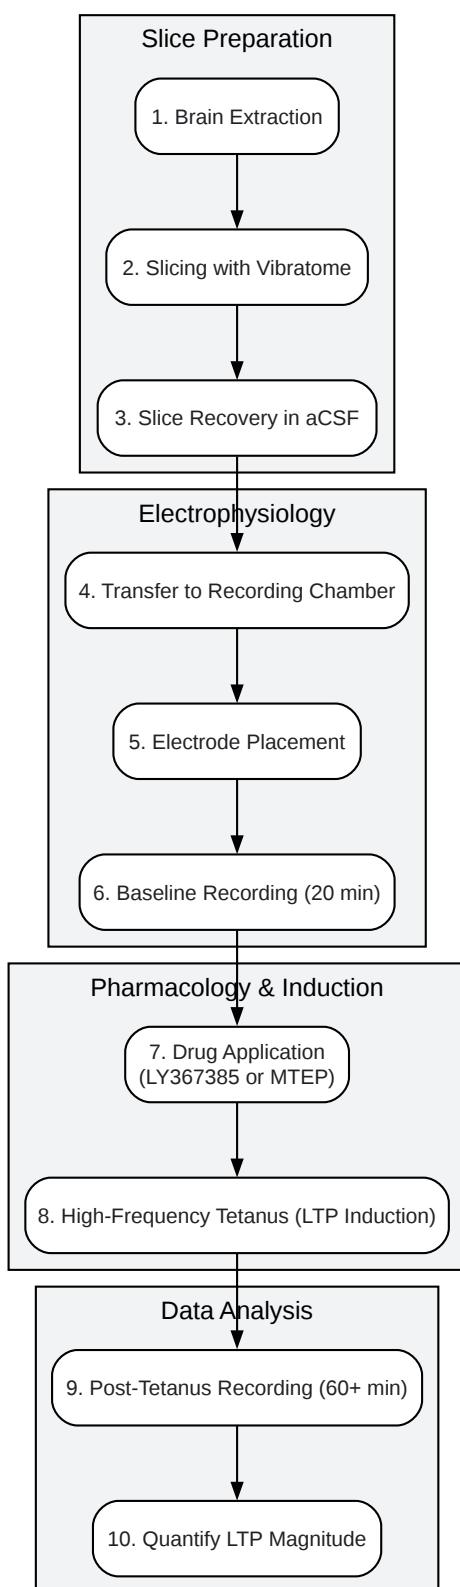 Slice Preparation
1. Brain Extraction
2. Slicing with Vibratome
3. Slice Recovery in aCSF
Electrophysiology
4. Transfer to Recording Chamber
5. Electrode Placement
6. Baseline Recording (20 min)
Pharmacology & Induction
7. Drug Application
(LY367385 or MTEP)
8. High-Frequency Tetanus (LTP Induction)
Data Analysis
9. Post-Tetanus Recording (60+ min)
10. Quantify LTP Magnitude